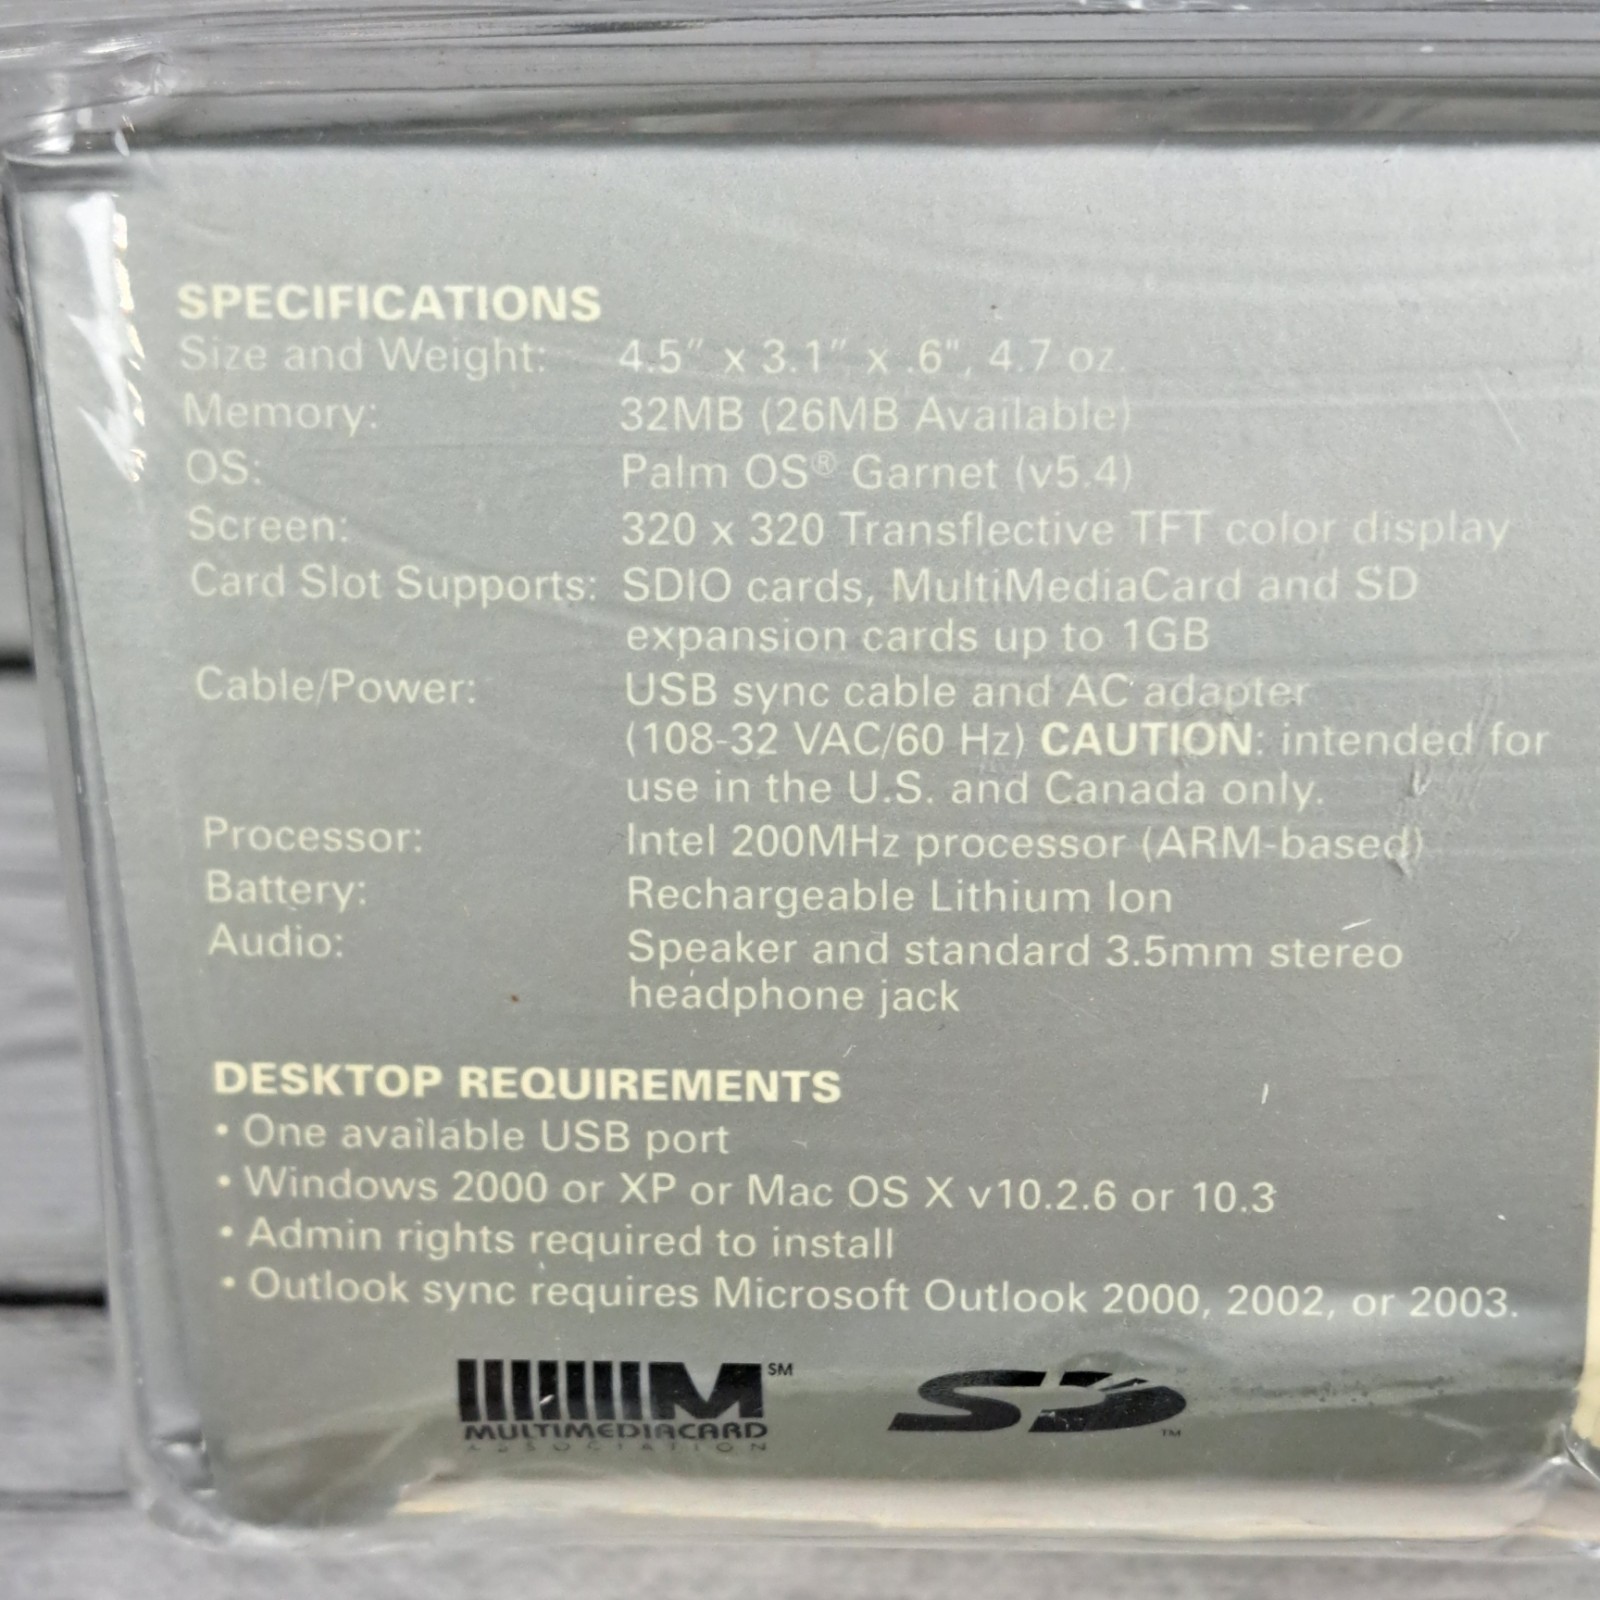 SPECIFICATIONS
Size and Weight: 4.5" x 3.1" x .6", 4.7 oz.
Memory: 32MB (26MB Available)
OS: Palm OS® Garnet (v5.4)
Screen: 320 x 320 Transflective TFT color display
Card Slot Supports: SDIO cards, MultiMediaCard and SD
expansion cards up to 1GB
Cable/Power: USB sync cable and AC adapter
(108-32 VAC/60 Hz) CAUTION: intended for
use in the U.S. and Canada only.
Processor: Intel 200MHz processor (ARM-based)
Battery: Rechargeable Lithium Ion
Audio: Speaker and standard 3.5mm stereo
headphone jack
DESKTOP REQUIREMENTS
• One available USB port
• Windows 2000 or XP or Mac OS X v10.2.6 or 10.3
• Admin rights required to install
• Outlook sync requires Microsoft Outlook 2000, 2002, or 2003.
M SM SD TM
MULTIMEDIACARD
ASSOCIATION